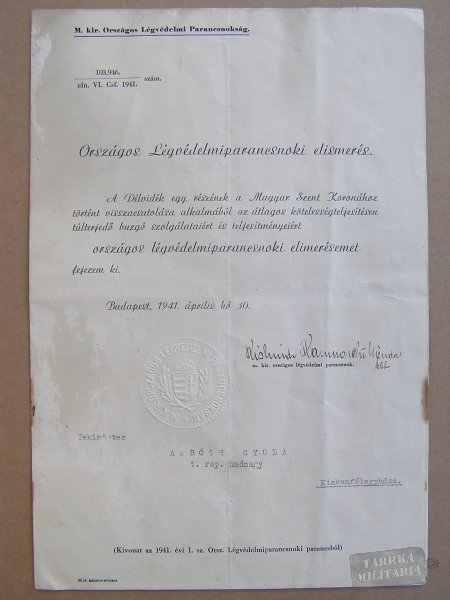 M. kir. Országos Légvédelmi Parancsnokság.
103.946.
eln. VI. Csf. 1941. szám.
Országos Légvédelmiparancsnoki elismerés.
A Délvidék egy részének a Magyar Szent Koronához
történt visszacsatolása alkalmából az átlagos kötelességteljesítésen
túlterjedő buzgó szolgálataiért és teljesítményeiért
országos légvédelmiparancsnoki elismerésemet
fejezem ki.
Budapest, 1941. április hó 30.
m. kir. országos légvédelmi parancsnok.
Tekintetes
ASBÓTH GYULA
t. rep. hadnagy
Kiskunfélegyháza.
(Kivonat az 1941. évi 1. sz. Orsz. Légvédelmiparancsnoki parancsból)
TARKKA
MILITARIA